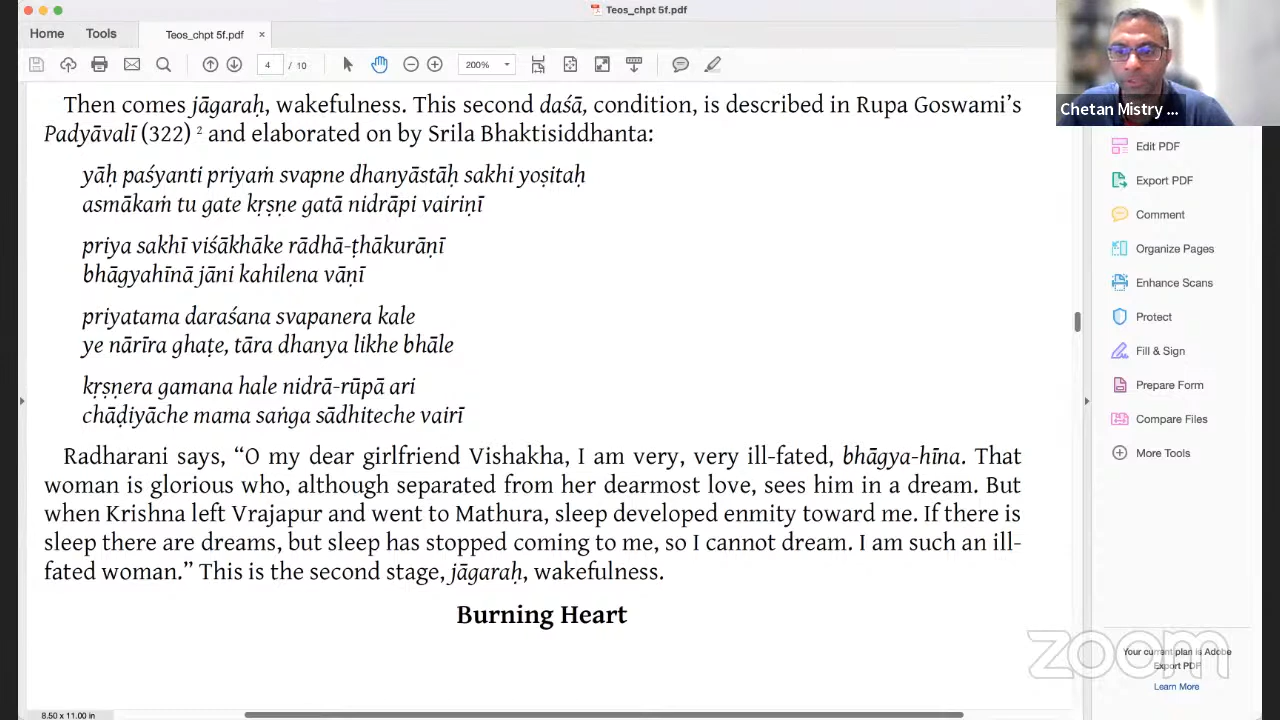 Teos_chpt 5f.pdf
Home
Tools
Teos_chpt 5f.pdf
4 / 10
200%
Chetan Mistry ...
Then comes jāgaraḥ, wakefulness. This second daśā, condition, is described in Rupa Goswami’s
Padyāvalī (322) ² and elaborated on by Srila Bhaktisiddhanta:
yāḥ paśyanti priyaṁ svapne dhanyāstāḥ sakhi yoṣitaḥ
asmākaṁ tu gate kṛṣṇe gatā nidrāpi vairiṇī
priya sakhī viśākhāke rādhā-ṭhākurāṇī
bhāgyahīnā jāni kahilena vāṇī
priyatama daraśana svapanera kale
ye nārīra ghaṭe, tāra dhanya likhe bhāle
kṛṣṇera gamana hale nidrā-rūpā ari
chāḍiyāche mama saṅga sādhiteche vairī
Radharani says, “O my dear girlfriend Vishakha, I am very, very ill-fated, bhāgya-hīna. That
woman is glorious who, although separated from her dearmost love, sees him in a dream. But
when Krishna left Vrajapur and went to Mathura, sleep developed enmity toward me. If there is
sleep there are dreams, but sleep has stopped coming to me, so I cannot dream. I am such an ill-
fated woman.” This is the second stage, jāgaraḥ, wakefulness.
Burning Heart
Edit PDF
Export PDF
Comment
Organize Pages
Enhance Scans
Protect
Fill & Sign
Prepare Form
Compare Files
More Tools
Your current plan is Adobe
Export PDF
Learn More
zoom
8.50 x 11.00 in